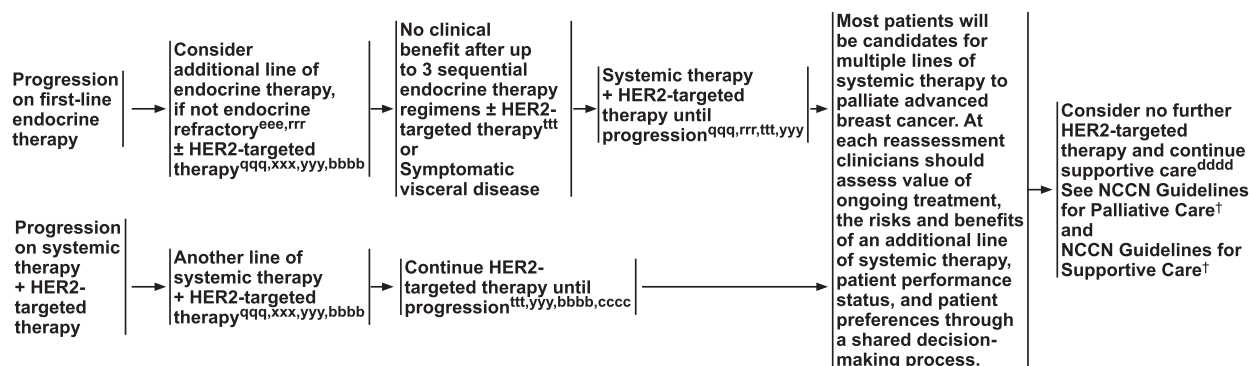 Progression
on first-line
endocrine
therapy
Consider
additional line of
endocrine therapy,
if not endocrine
refractoryeee,rrr
± HER2-targeted
therapyqqq,xxx,yyy,bbbb
No clinical
benefit after up
to 3 sequential
endocrine therapy
regimens ± HER2-
targeted therapyttt
or
Symptomatic
visceral disease
Systemic therapy
+ HER2-targeted
therapy until
progressionqqq,rrr,ttt,yyy
Progression
on systemic
therapy
+ HER2-
targeted
therapy
Another line of
systemic therapy
+ HER2-targeted
therapyqqq,xxx,yyy,bbbb
Continue HER2-
targeted therapy until
progressionttt,yyy,bbbb,cccc
Most patients will
be candidates for
multiple lines of
systemic therapy to
palliate advanced
breast cancer. At
each reassessment
clinicians should
assess value of
ongoing treatment,
the risks and benefits
of an additional line
of systemic therapy,
patient performance
status, and patient
preferences through
a shared decision-
making process.
Consider no further
HER2-targeted
therapy and continue
supportive caredddd
See NCCN Guidelines
for Palliative Care†
and
NCCN Guidelines for
Supportive Care†